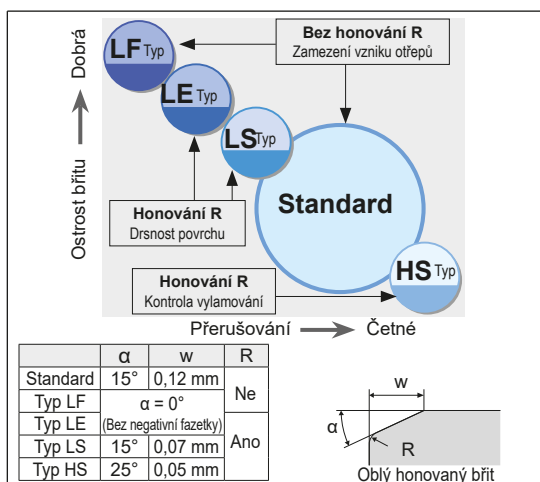 Bez honování R
Zamezení vzniku otřepů
LF Typ
LE Typ
LS Typ
Standard
HS Typ
Dobrá
Ostrost břitu
Honování R
Drsnost povrchu
Honování R
Kontrola vylamování
Přerušování Četné
α w R
Standard 15° 0,12 mm Ne
Typ LF α = 0°
Typ LE (Bez negativní fazetky) Ano
Typ LS 15° 0,07 mm
Typ HS 25° 0,05 mm
w
α
R
Oblý honovaný břit